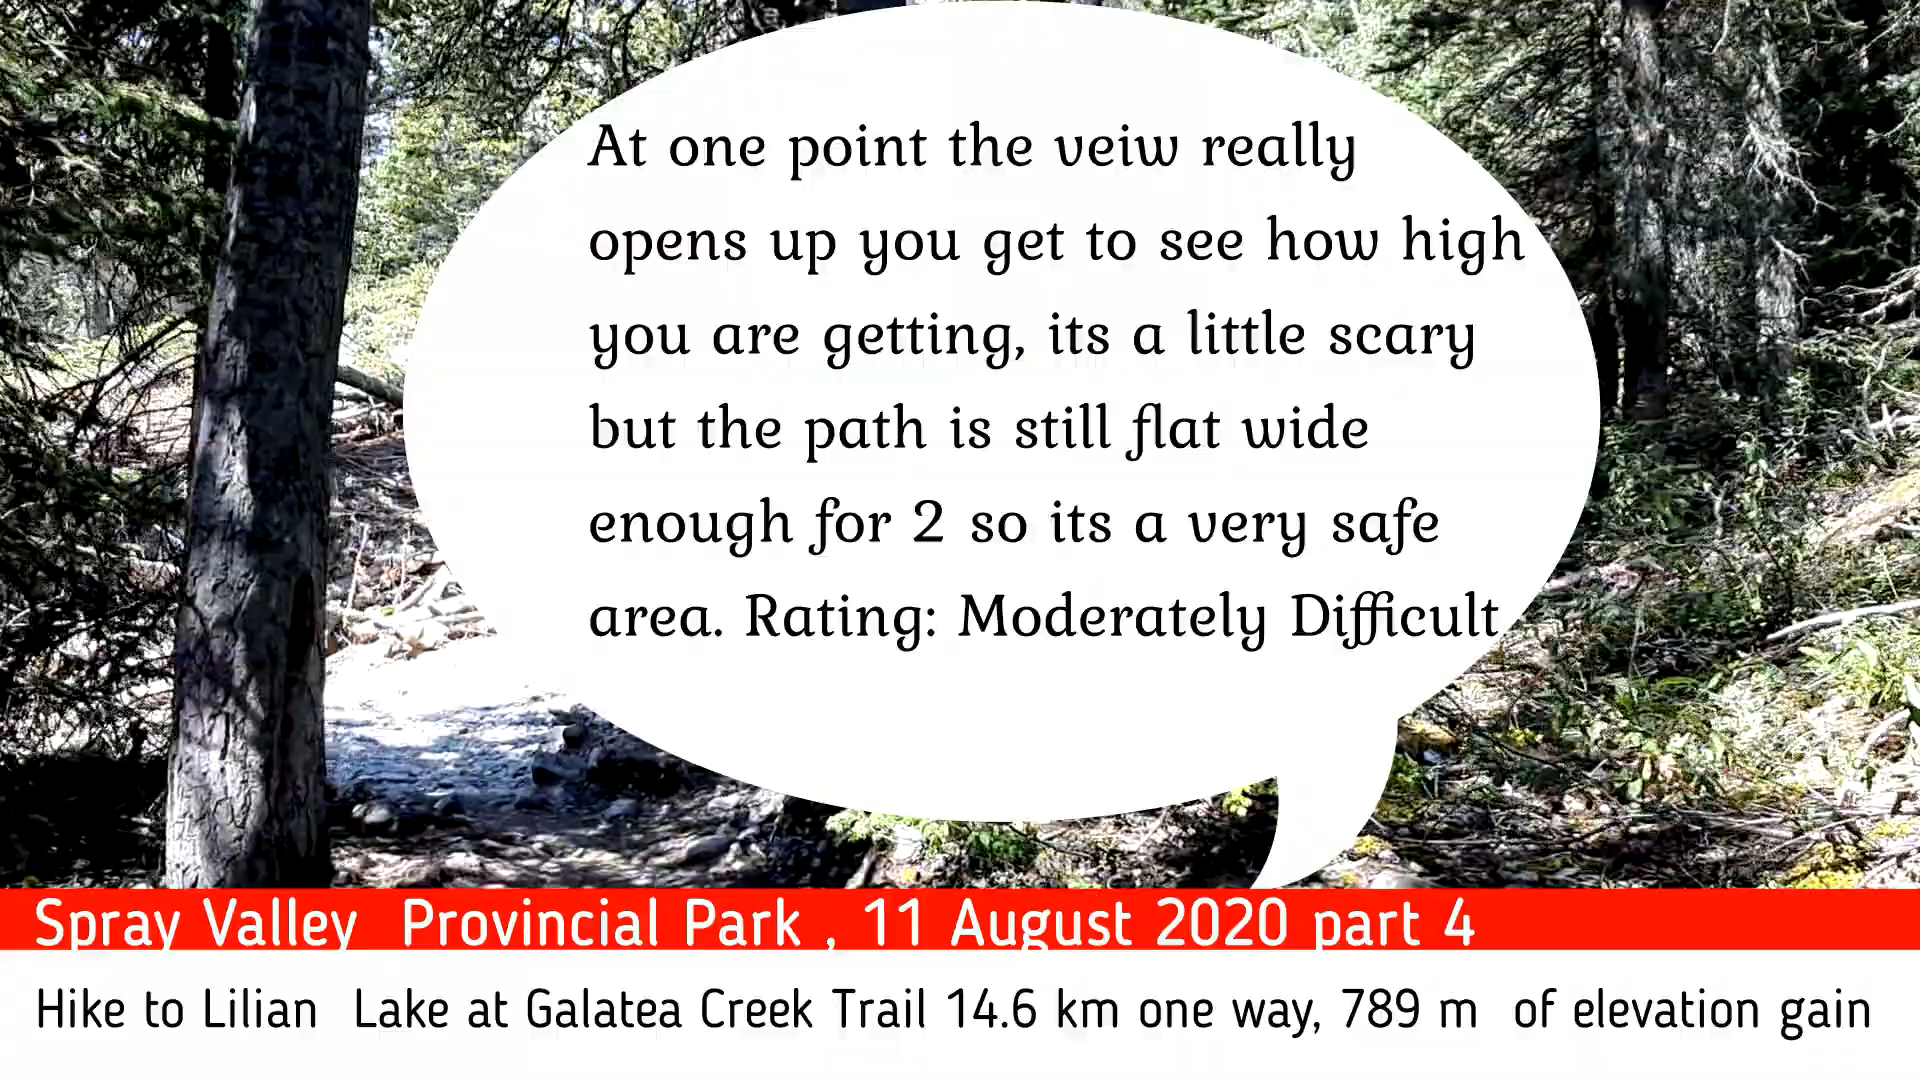 At one point the veiw really
opens up you get to see how high
you are getting, its a little scary
but the path is still flat wide
enough for 2 so its a very safe
area. Rating: Moderately Difficult
Spray Valley Provincial Park , 11 August 2020 part 4
Hike to Lilian Lake at Galatea Creek Trail 14.6 km one way, 789 m of elevation gain